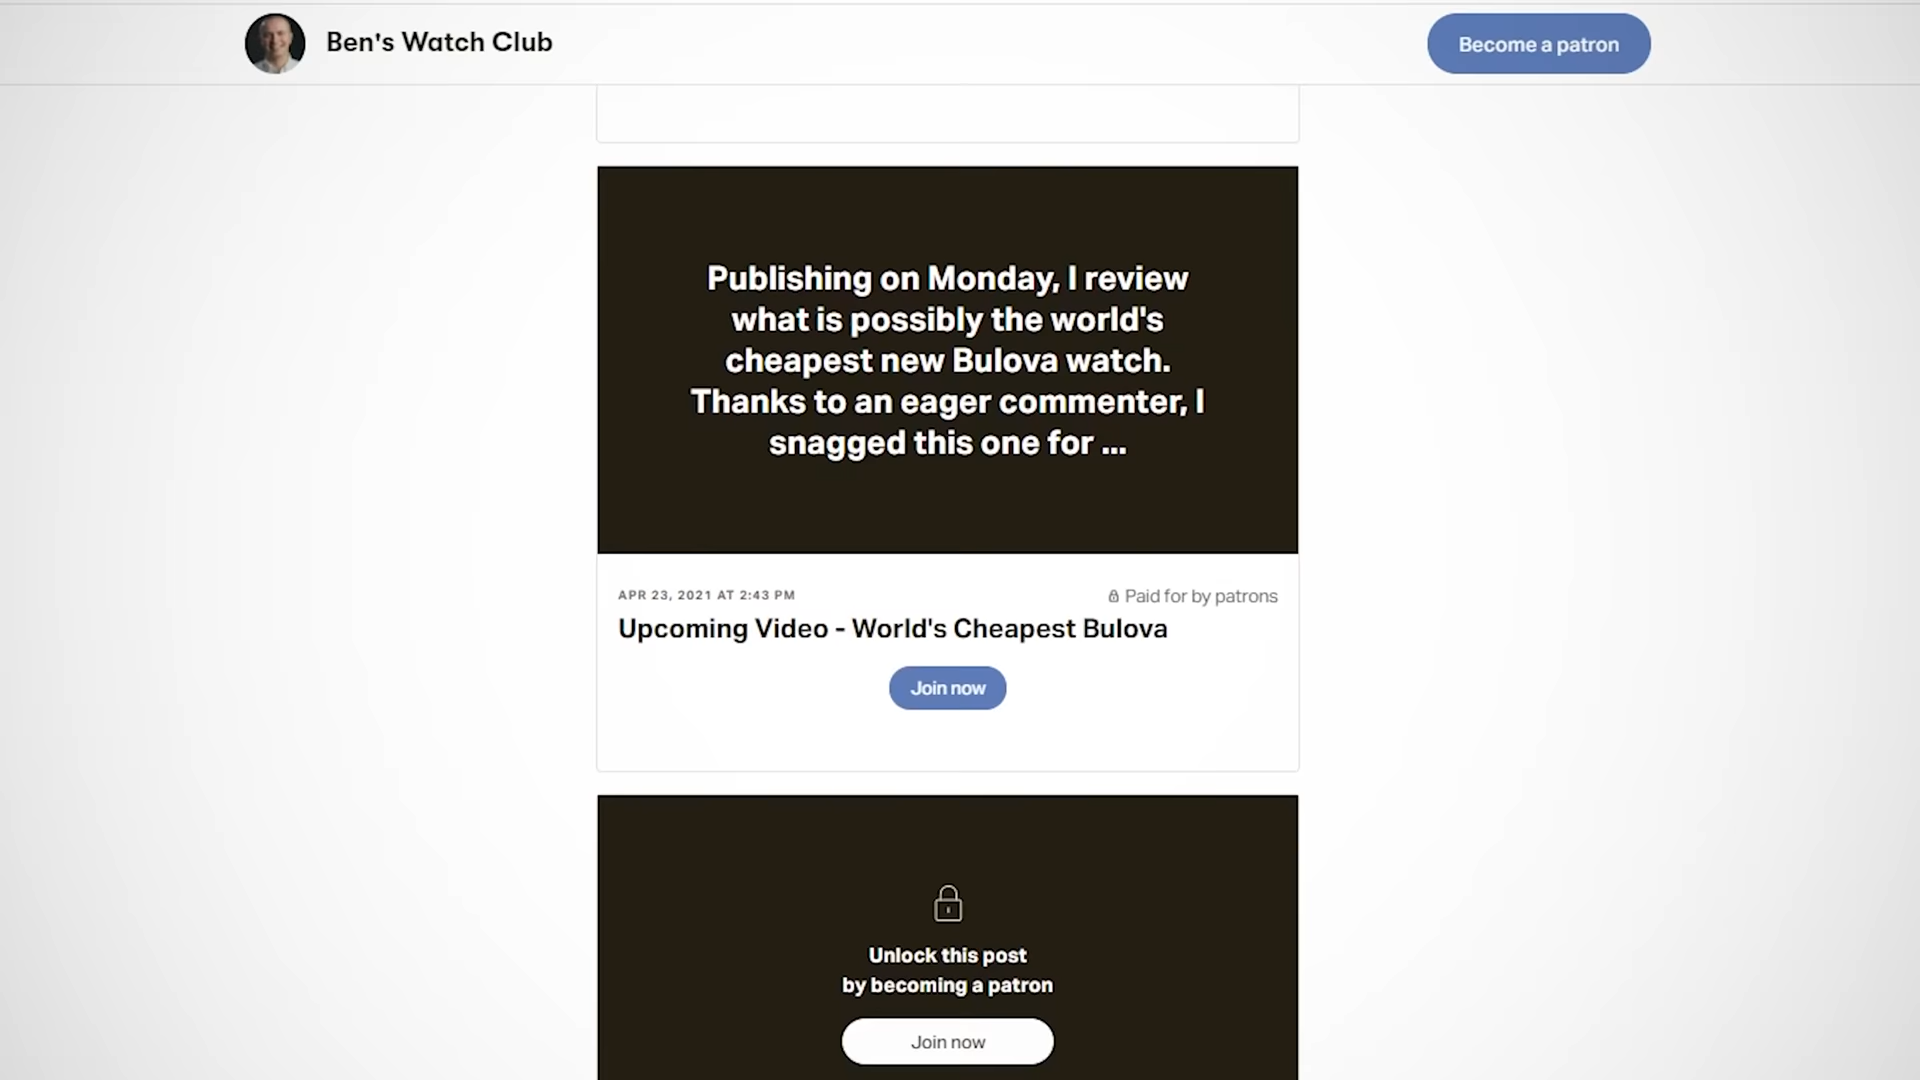 Ben's Watch Club
Become a patron
Publishing on Monday, I review
what is possibly the world's
cheapest new Bulova watch.
Thanks to an eager commenter, I
snagged this one for ...
APR 23, 2021 AT 2:43 PM
Paid for by patrons
Upcoming Video - World's Cheapest Bulova
Join now
Unlock this post
by becoming a patron
Join now